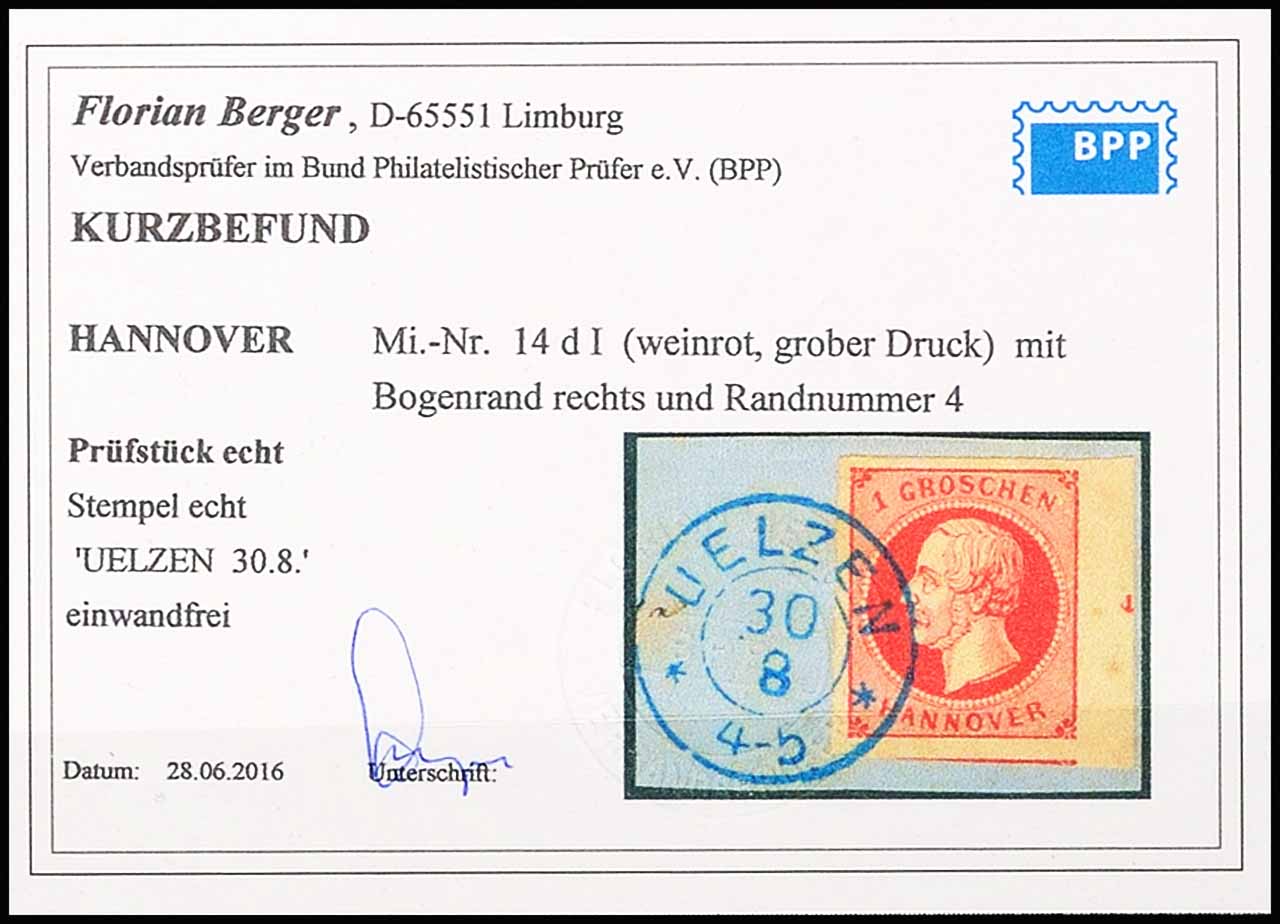 Florian Berger, D-65551 Limburg
Verbandsprüfer im Bund Philatelistischer Prüfer e.V. (BPP)
BPP
KURZBEFUND
HANNOVER Mi.-Nr. 14 d I (weinrot, grober Druck) mit
Bogenrand rechts und Randnummer 4
Prüfstück echt
Stempel echt
'UELZEN 30.8.'
einwandfrei
1 GROSCHEN
HANNOVER
4
UELZEN
30
8
* *
4-5
Datum: 28.06.2016 Unterschrift: